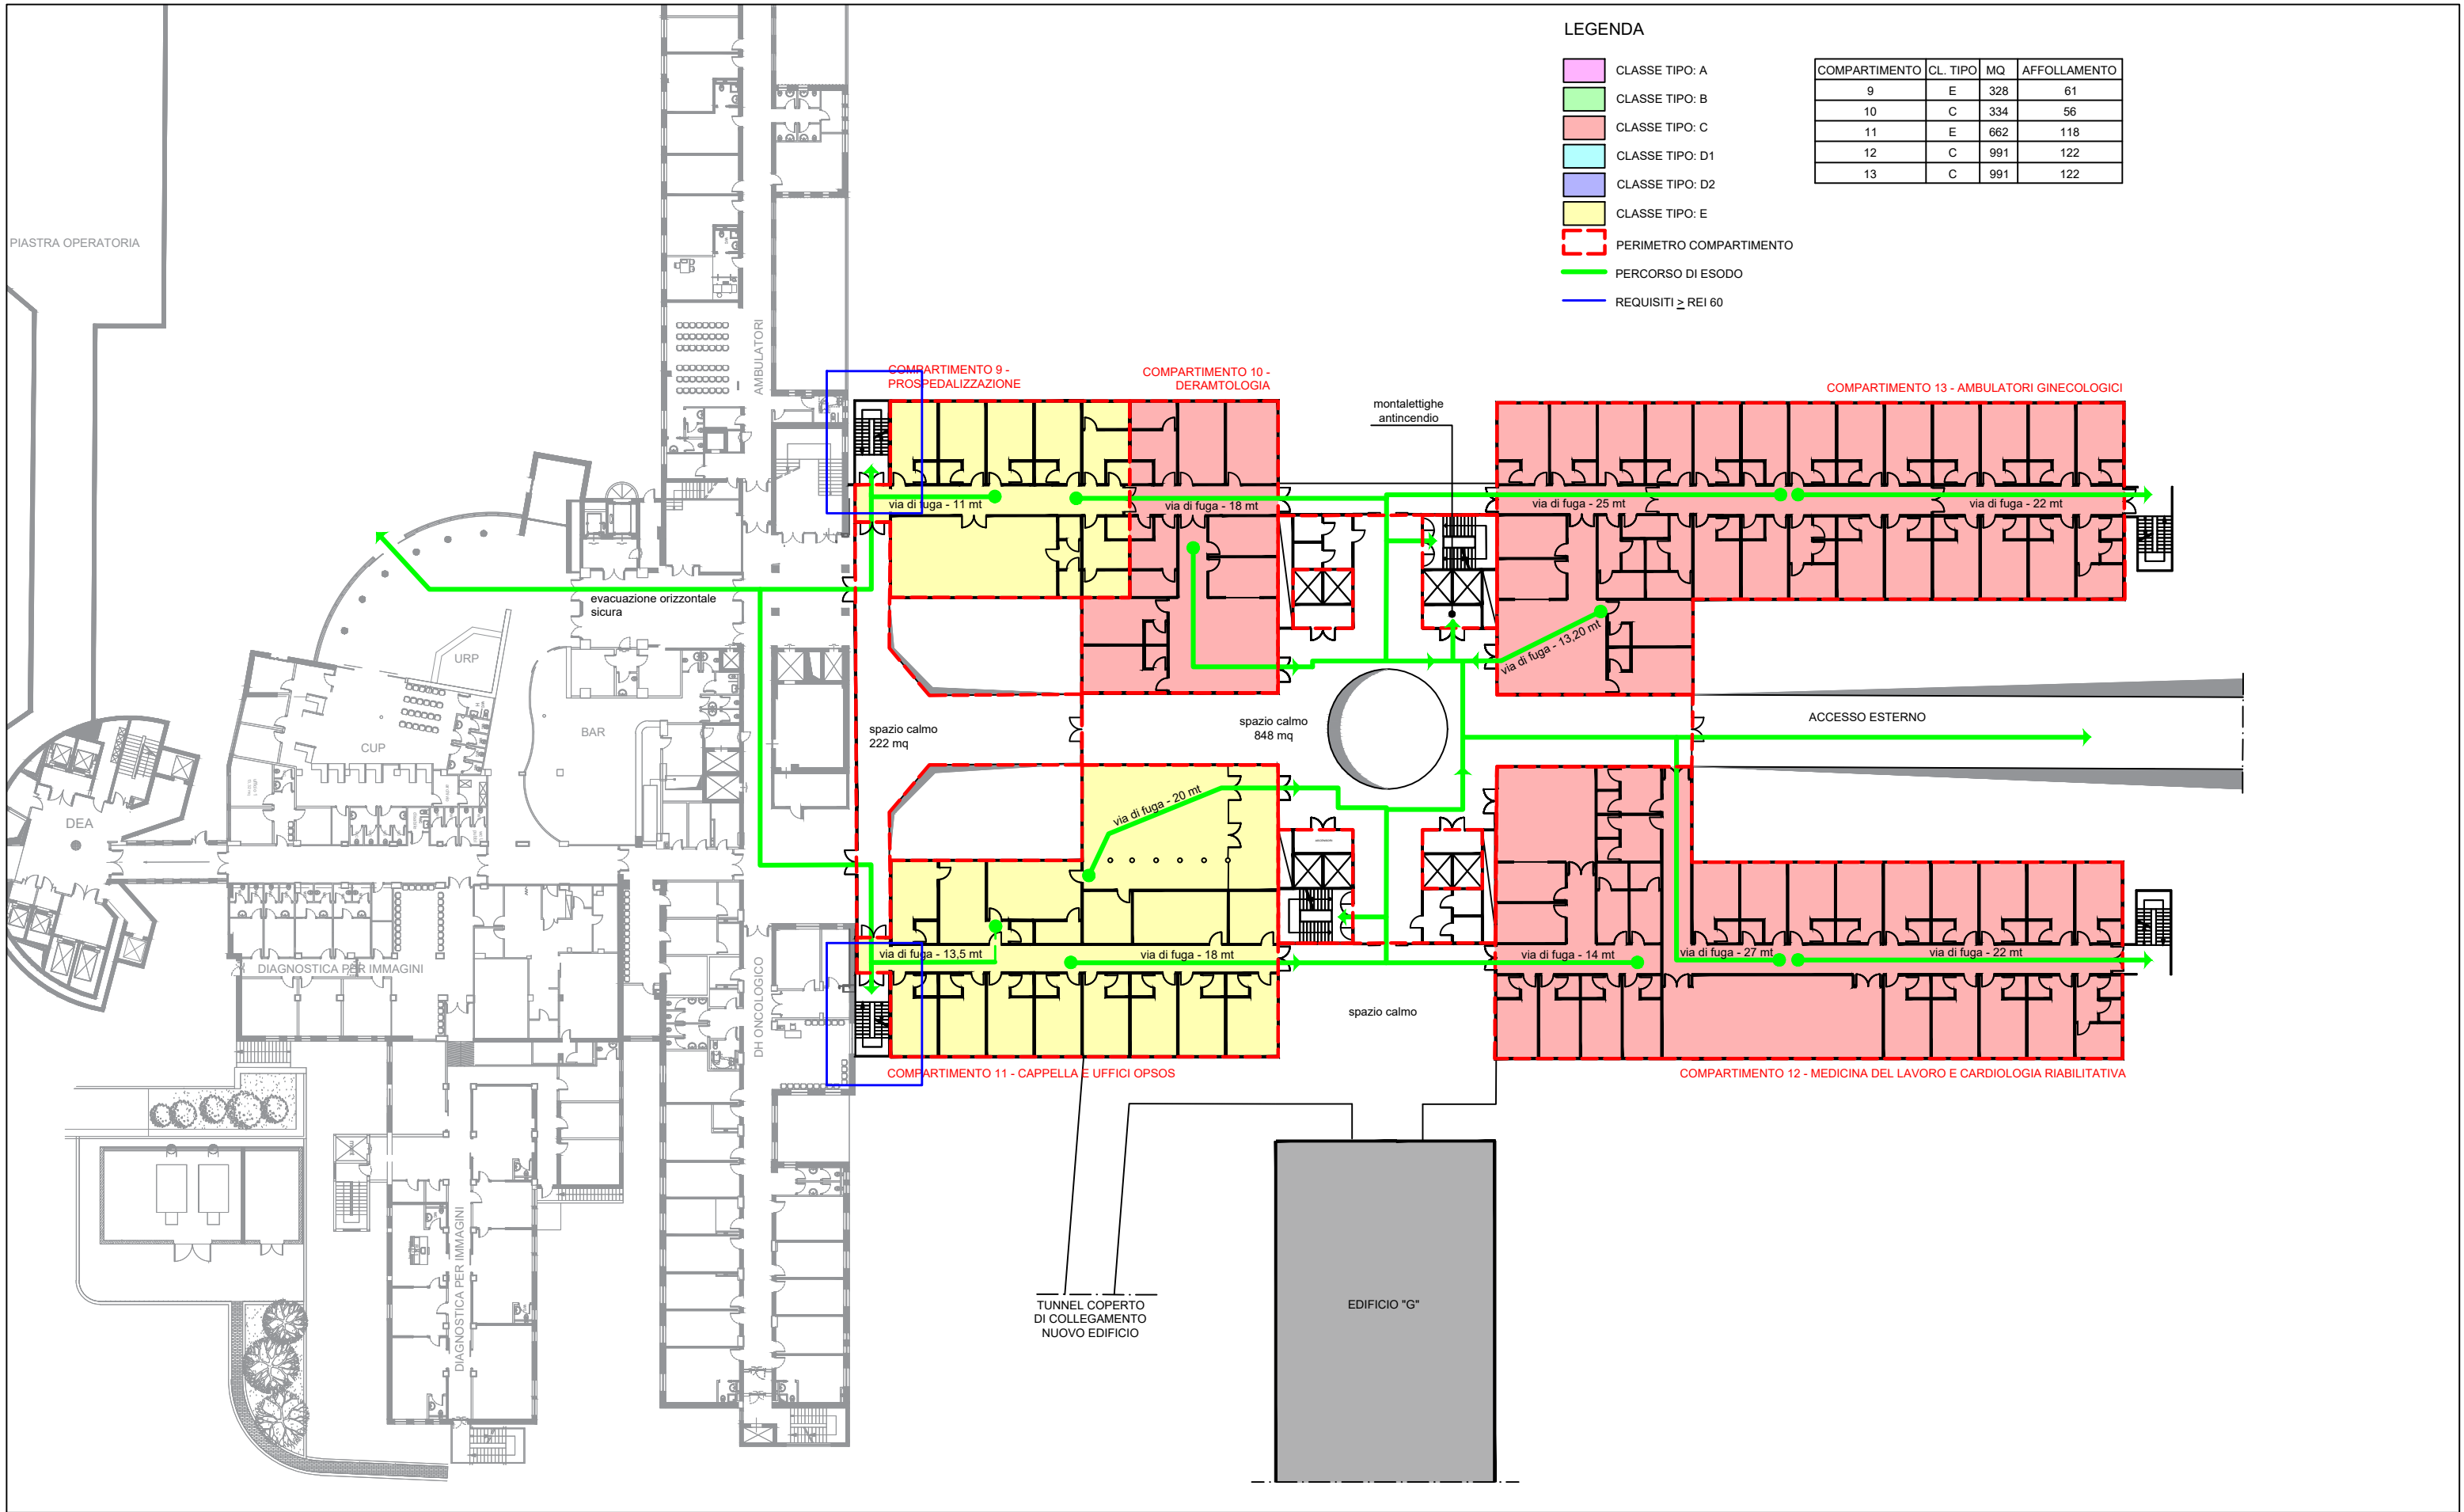 LEGENDA
CLASSE TIPO: A
CLASSE TIPO: B
CLASSE TIPO: C
CLASSE TIPO: D1
CLASSE TIPO: D2
CLASSE TIPO: E
PERIMETRO COMPARTIMENTO
PERCORSO DI ESODO
REQUISITI ≥ REI 60
COMPARTIMENTO CL. TIPO MQ AFFOLLAMENTO
9 E 328 61
10 C 334 56
11 E 662 118
12 C 991 122
13 C 991 122
PIASTRA OPERATORIA
AMBULATORI
COMPARTIMENTO 9 -
PROSPEDALIZZAZIONE
COMPARTIMENTO 10 -
DERAMTOLOGIA
montalettighe
antincendio
COMPARTIMENTO 13 - AMBULATORI GINECOLOGICI
via di fuga - 11 mt
via di fuga - 18 mt
via di fuga - 25 mt
via di fuga - 22 mt
evacuazione orizzontale
sicura
via di fuga - 13,20 mt
URP
CUP
BAR
spazio calmo
222 mq
spazio calmo
848 mq
ACCESSO ESTERNO
DEA
via di fuga - 20 mt
via di fuga - 13,5 mt
via di fuga - 18 mt
via di fuga - 14 mt
via di fuga - 27 mt
via di fuga - 22 mt
DIAGNOSTICA PER IMMAGINI
DH ONCOLOGICO
spazio calmo
COMPARTIMENTO 11 - CAPPELLA E UFFICI OPSOS
COMPARTIMENTO 12 - MEDICINA DEL LAVORO E CARDIOLOGIA RIABILITATIVA
DIAGNOSTICA PER IMMAGINI
TUNNEL COPERTO
DI COLLEGAMENTO
NUOVO EDIFICIO
EDIFICIO "G"